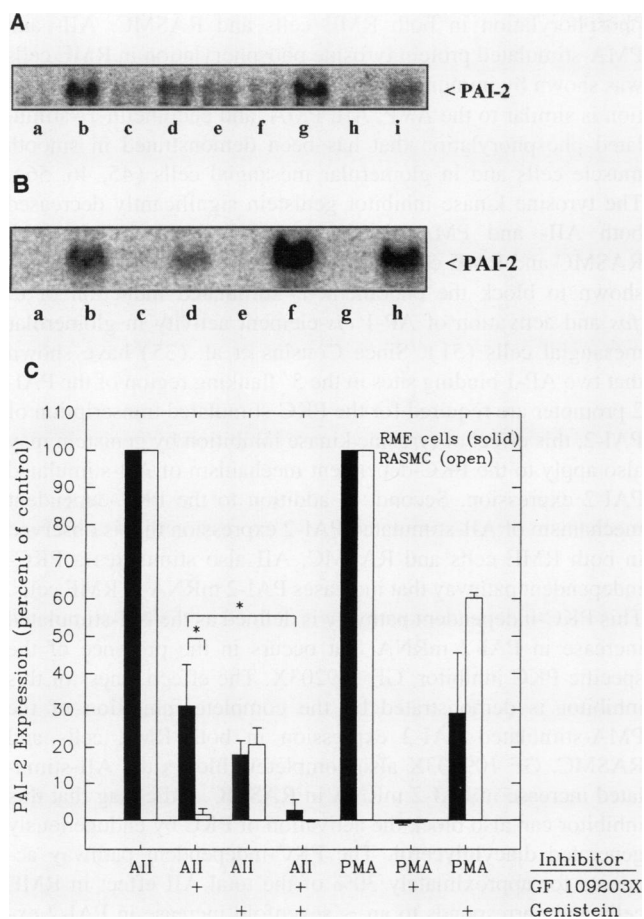 A
< PAI-2
a b c d e f g h i
B
< PAI-2
a b c d e f g h
C
PAI-2 Expression (percent of control)
110
100
90
80
70
60
50
40
30
20
10
0
RME cells (solid)
RASMC (open)
*
*
AII AII AII AII PMA PMA PMA Inhibitor
+ + + GF 109203X
+ + + Genistein